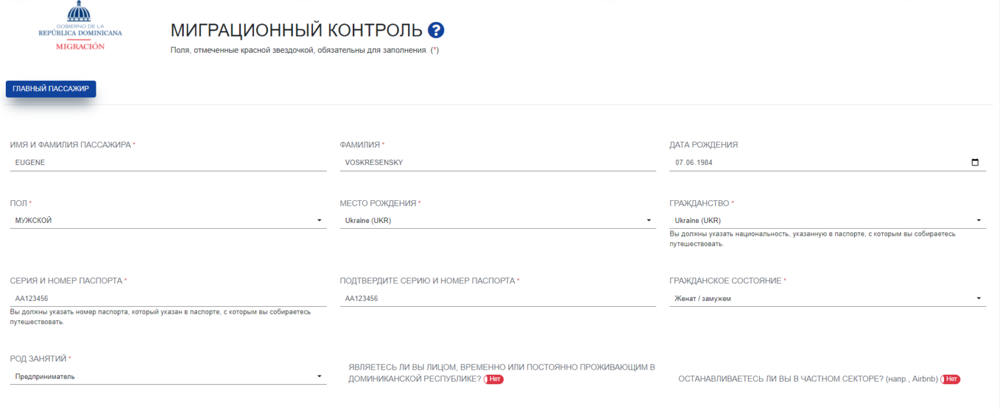 GOBIERNO DE LA
REPÚBLICA DOMINICANA
MIGRACIÓN
МИГРАЦИОННЫЙ КОНТРОЛЬ ?
Поля, отмеченные красной звездочкой, обязательны для заполнения. (*)
ГЛАВНЫЙ ПАССАЖИР
ИМЯ И ФАМИЛИЯ ПАССАЖИРА *
EUGENE
ФАМИЛИЯ *
VOSKRESENSKY
ДАТА РОЖДЕНИЯ
07.06.1984
ПОЛ *
МУЖСКОЙ
МЕСТО РОЖДЕНИЯ *
Ukraine (UKR)
ГРАЖДАНСТВО *
Ukraine (UKR)
Вы должны указать национальность, указанную в паспорте, с которым вы собираетесь
путешествовать.
СЕРИЯ И НОМЕР ПАСПОРТА *
AA123456
Вы должны указать номер паспорта, который указан в паспорте, с которым вы собираетесь
путешествовать.
ПОДТВЕРДИТЕ СЕРИЮ И НОМЕР ПАСПОРТА *
AA123456
ГРАЖДАНСКОЕ СОСТОЯНИЕ *
Женат / замужем
РОД ЗАНЯТИЙ *
Предприниматель
ЯВЛЯЕТЕСЬ ЛИ ВЫ ЛИЦОМ, ВРЕМЕННО ИЛИ ПОСТОЯННО ПРОЖИВАЮЩИМ В
ДОМИНИКАНСКОЙ РЕСПУБЛИКЕ? Нет
ОСТАНАВЛИВАЕТЕСЬ ЛИ ВЫ В ЧАСТНОМ СЕКТОРЕ? (напр., Airbnb) Нет